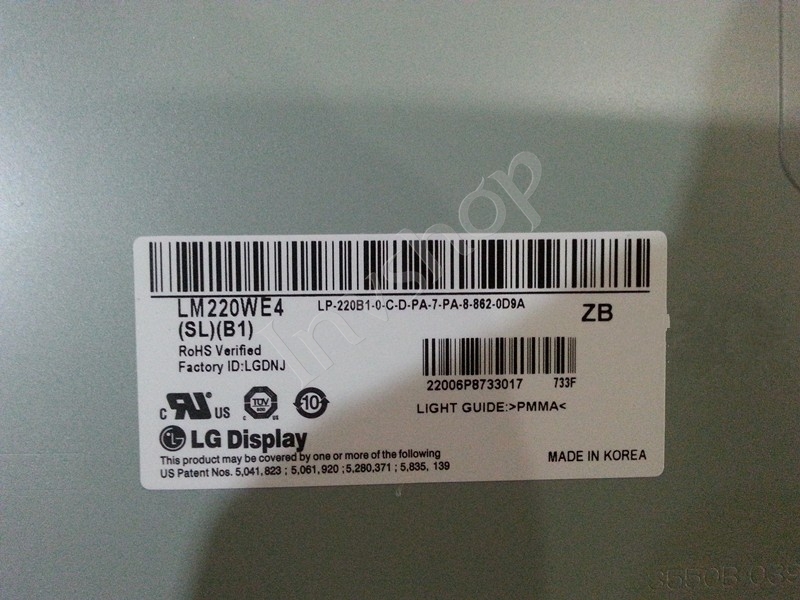 LM220WE4 LP-220B1-0-C-D-PA-7-PA-8-862-0D9A ZB
(SL)(B1)
RoHS Verified
Factory ID:LGDNJ
22006P8733017 733F
LIGHT GUIDE:>PMMA<
c RU US TÜV 10
LG Display
This product may be covered by one or more of the following
US Patent Nos. 5,041,823 ; 5,061,920 ;5,280,371 ; 5,835, 139
MADE IN KOREA
Invshop